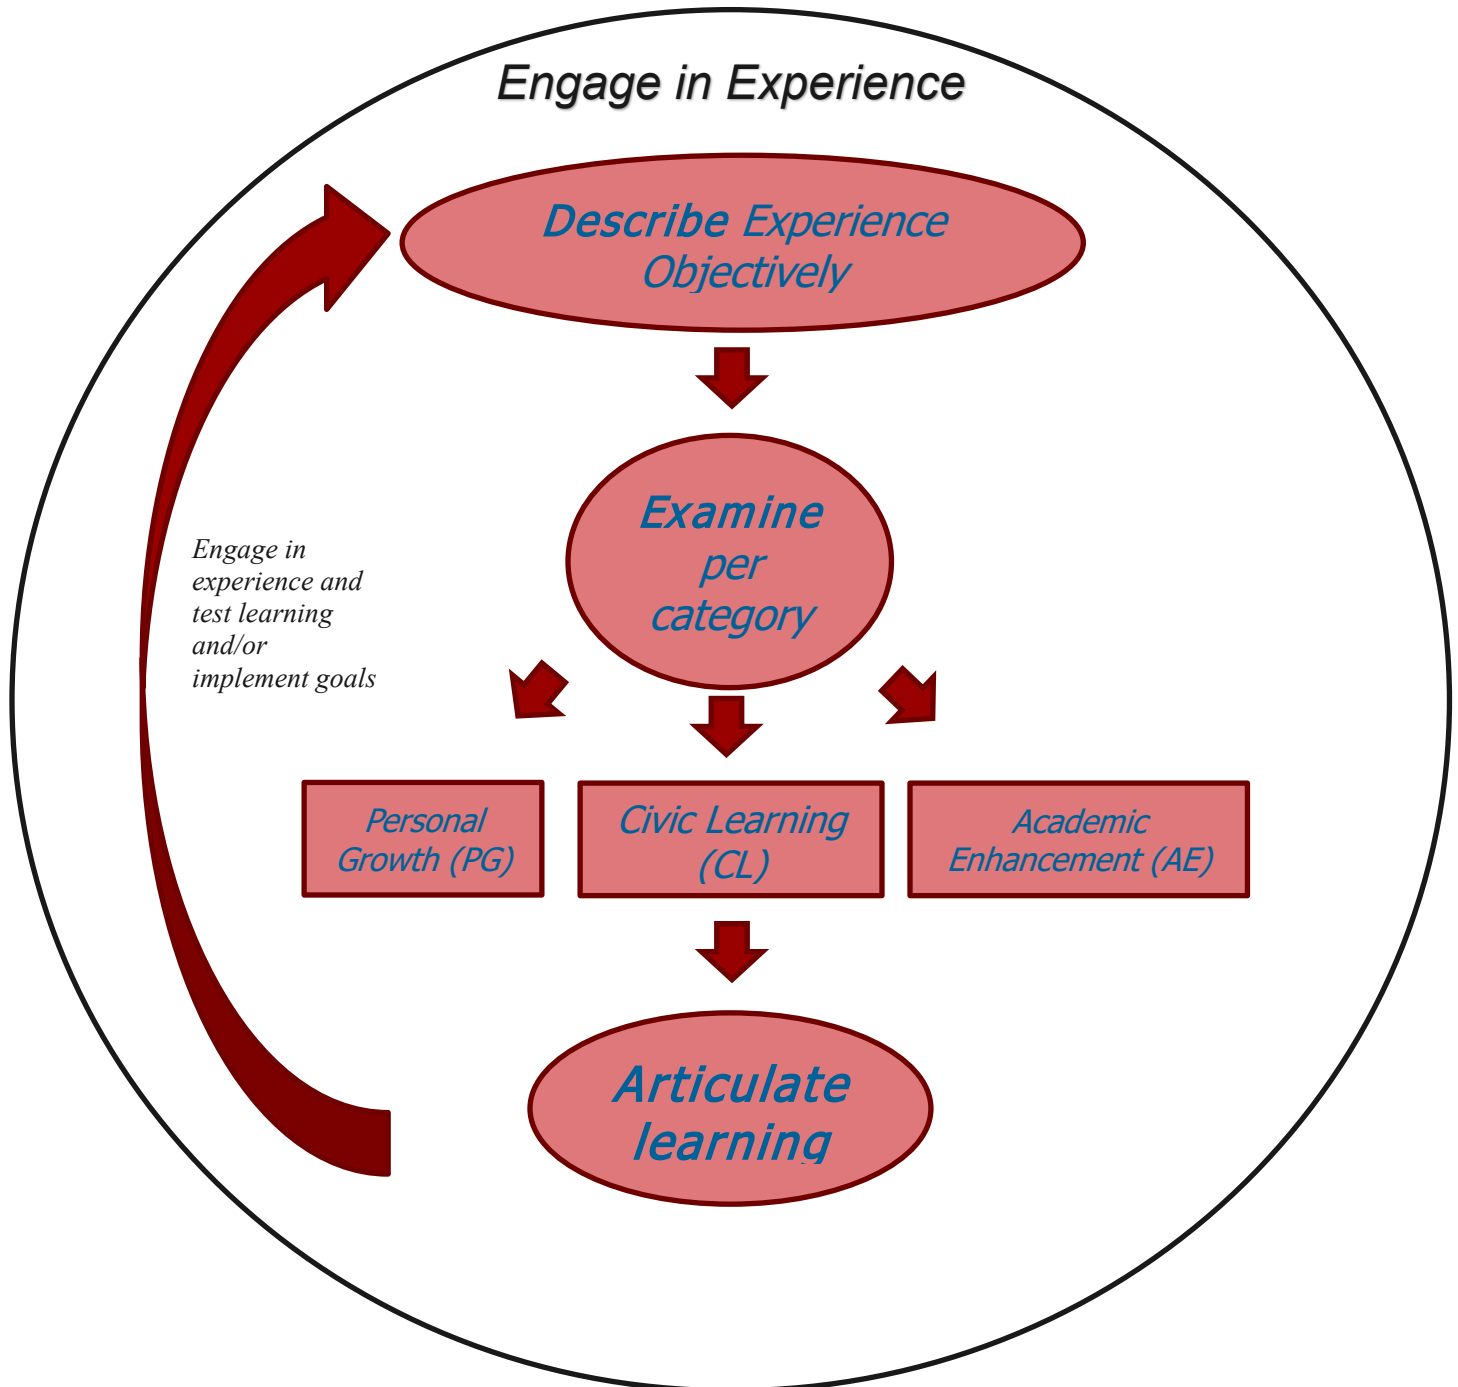 Engage in Experience
Describe Experience
Objectively
Examine
per
category
Engage in
experience and
test learning
and/or
implement goals
Personal
Growth (PG)
Civic Learning
(CL)
Academic
Enhancement (AE)
Articulate
learning